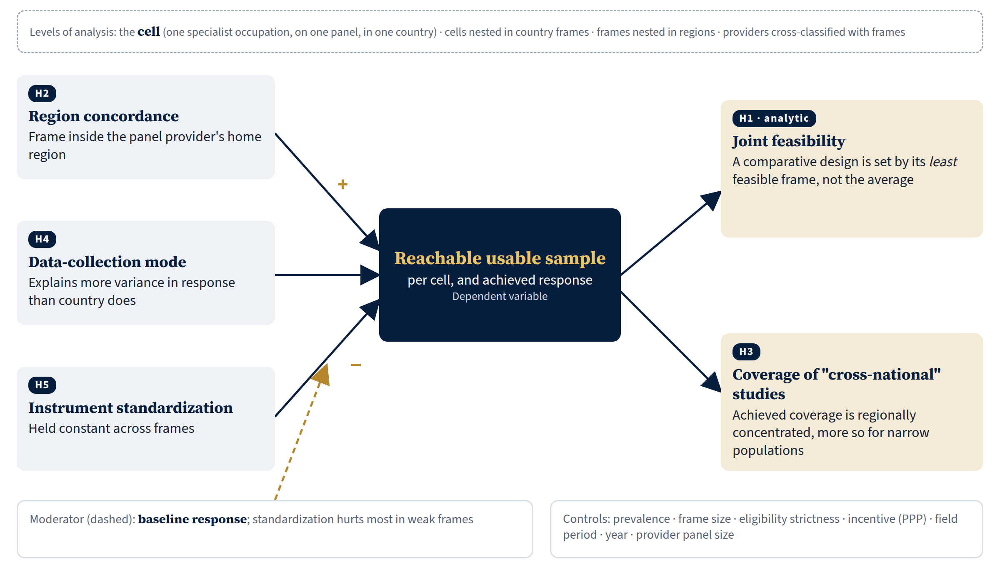 Levels of analysis: the cell (one specialist occupation, on one panel, in one country) · cells nested in country frames · frames nested in regions · providers cross-classified with frames
H2
Region concordance
Frame inside the panel provider's home
region
+
H4
Data-collection mode
Explains more variance in response
than country does
H5
Instrument standardization
Held constant across frames
−
Reachable usable sample
per cell, and achieved response
Dependent variable
H1 · analytic
Joint feasibility
A comparative design is set by its least
feasible frame, not the average
H3
Coverage of "cross-national"
studies
Achieved coverage is regionally
concentrated, more so for narrow
populations
Moderator (dashed): baseline response; standardization hurts most in weak frames
Controls: prevalence · frame size · eligibility strictness · incentive (PPP) · field
period · year · provider panel size